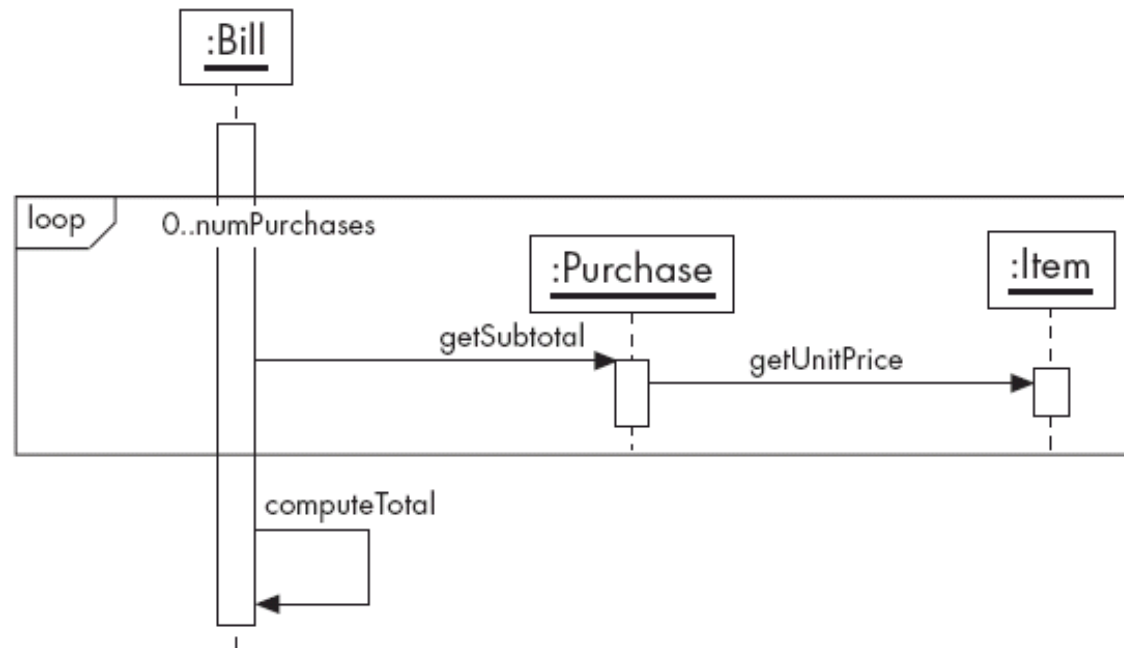 :Bill
loop
0..numPurchases
:Purchase
:Item
getSubtotal
getUnitPrice
computeTotal